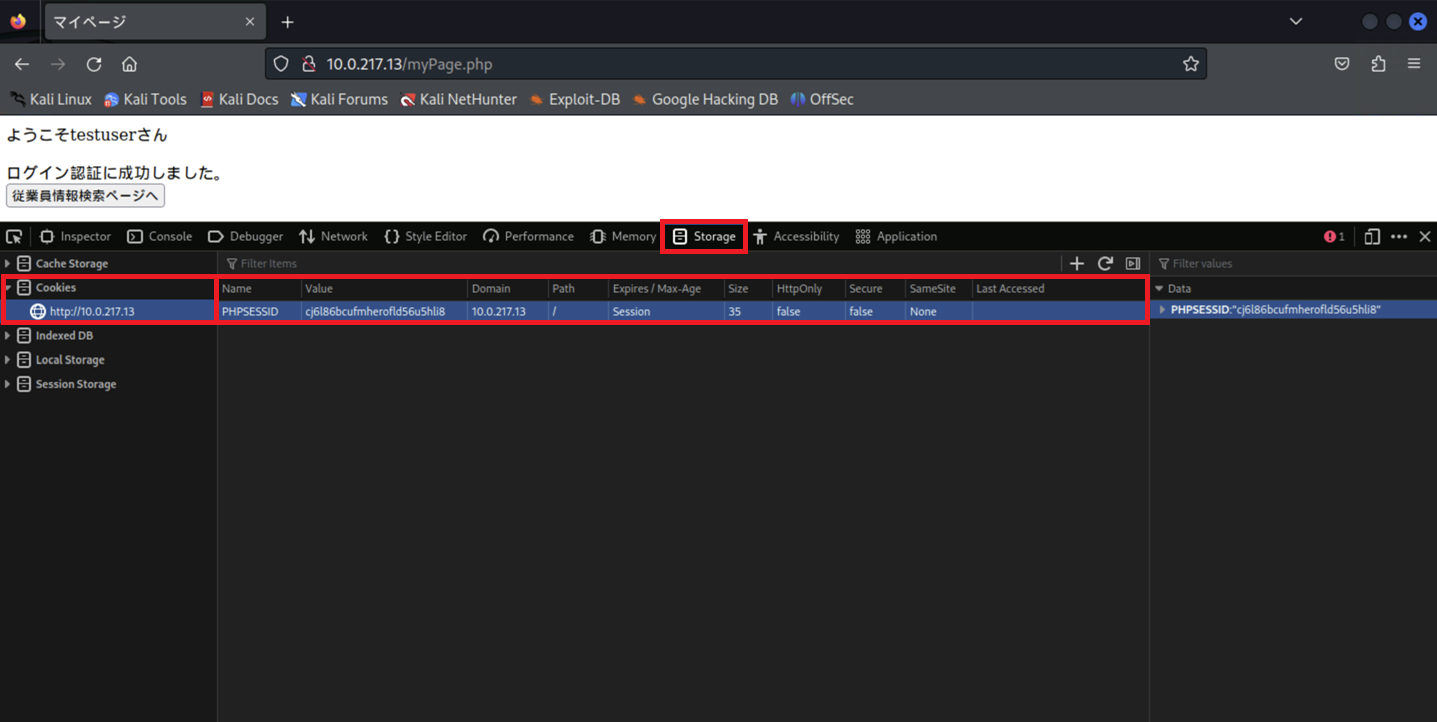 マイページ
10.0.217.13/myPage.php
Kali Linux Kali Tools Kali Docs Kali Forums Kali NetHunter Exploit-DB Google Hacking DB OffSec
ようこそtestuserさん
ログイン認証に成功しました。
従業員情報検索ページへ
Inspector Console Debugger Network Style Editor Performance Memory Storage Accessibility Application 1
Cache Storage Filter Items Filter values
Cookies Name Value Domain Path Expires / Max-Age Size HttpOnly Secure SameSite Last Accessed Data
http://10.0.217.13 PHPSESSID cj6l86bcufmherofld56u5hli8 10.0.217.13 / Session 35 false false None PHPSESSID:"cj6l86bcufmherofld56u5hli8"
Indexed DB
Local Storage
Session Storage